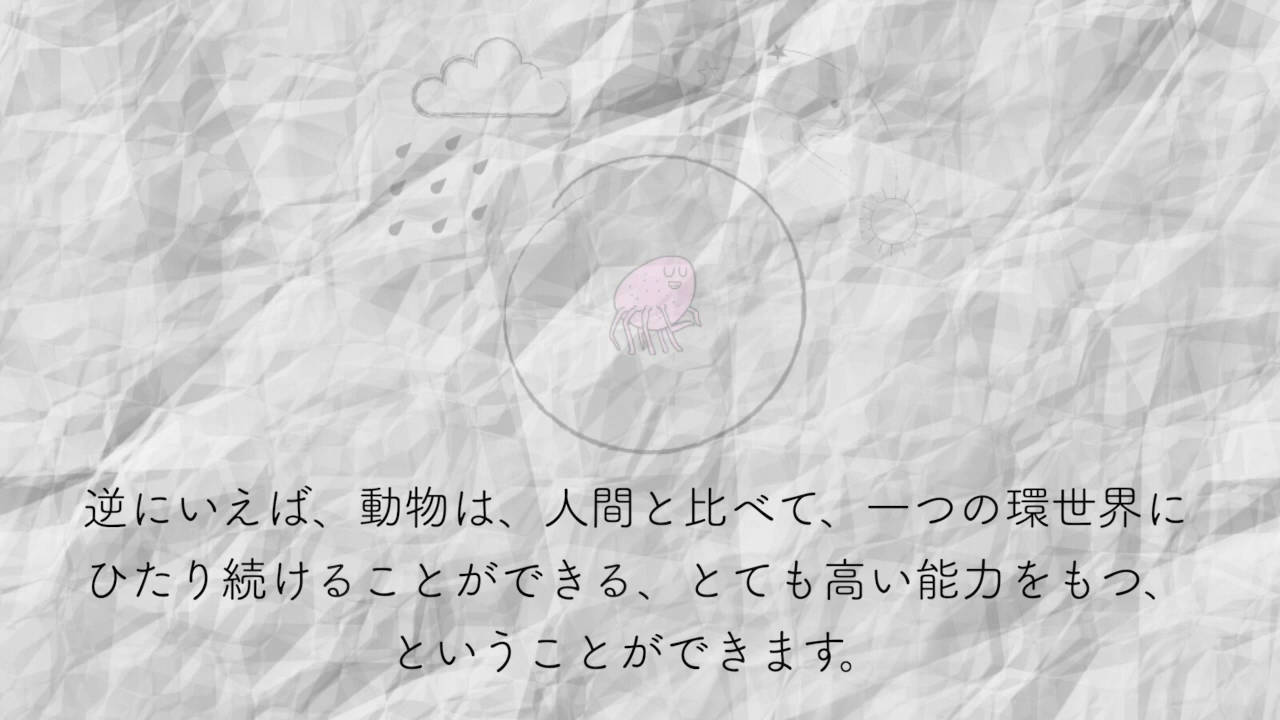 逆にいえば、動物は、人間と比べて、一つの環世界に
ひたり続けることができる、とても高い能力をもつ、
ということができます。